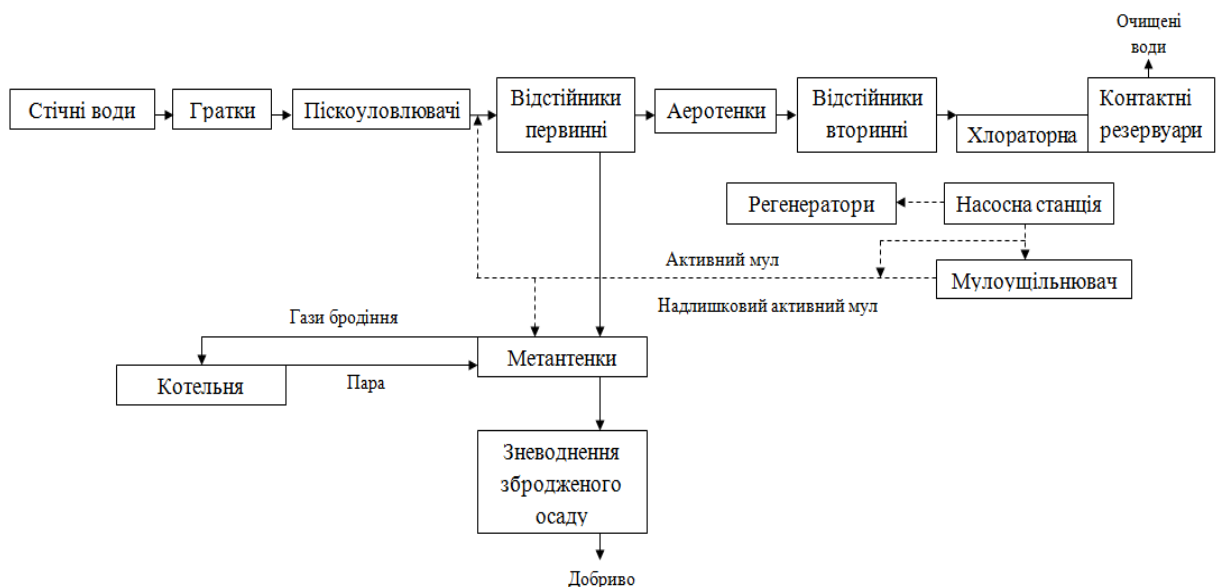 Очищені
води
Стічні води
Гратки
Піскоуловлювачі
Відстійники
первинні
Аеротенки
Відстійники
вторинні
Хлораторна
Контактні
резервуари
Регенератори
Насосна станція
Активний мул
Мулоущільнювач
Надлишковий активний мул
Гази бродіння
Метантенки
Котельня
Пара
Зневоднення
збродженого
осаду
Добриво